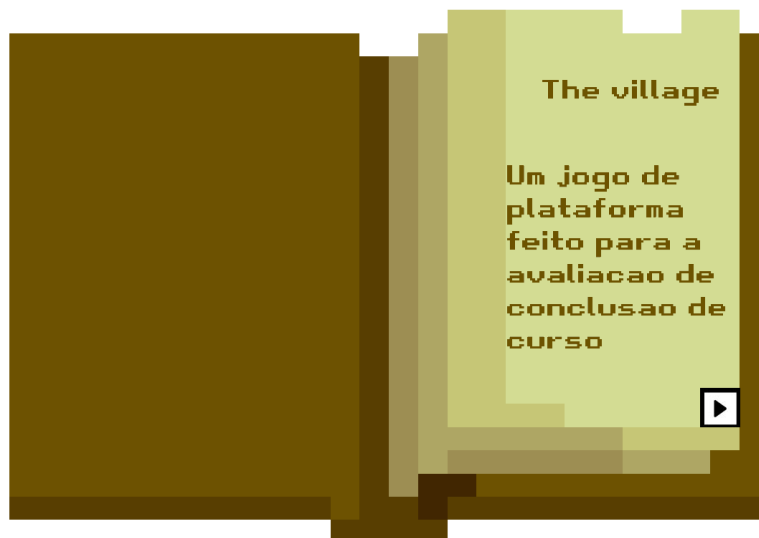 The village
Um jogo de
plataforma
feito para a
avaliacao de
conclusao de
curso